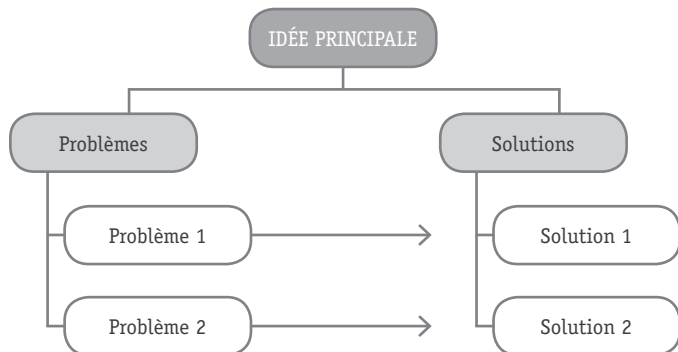 IDÉE PRINCIPALE
Problèmes
Solutions
Problème 1
Solution 1
Problème 2
Solution 2